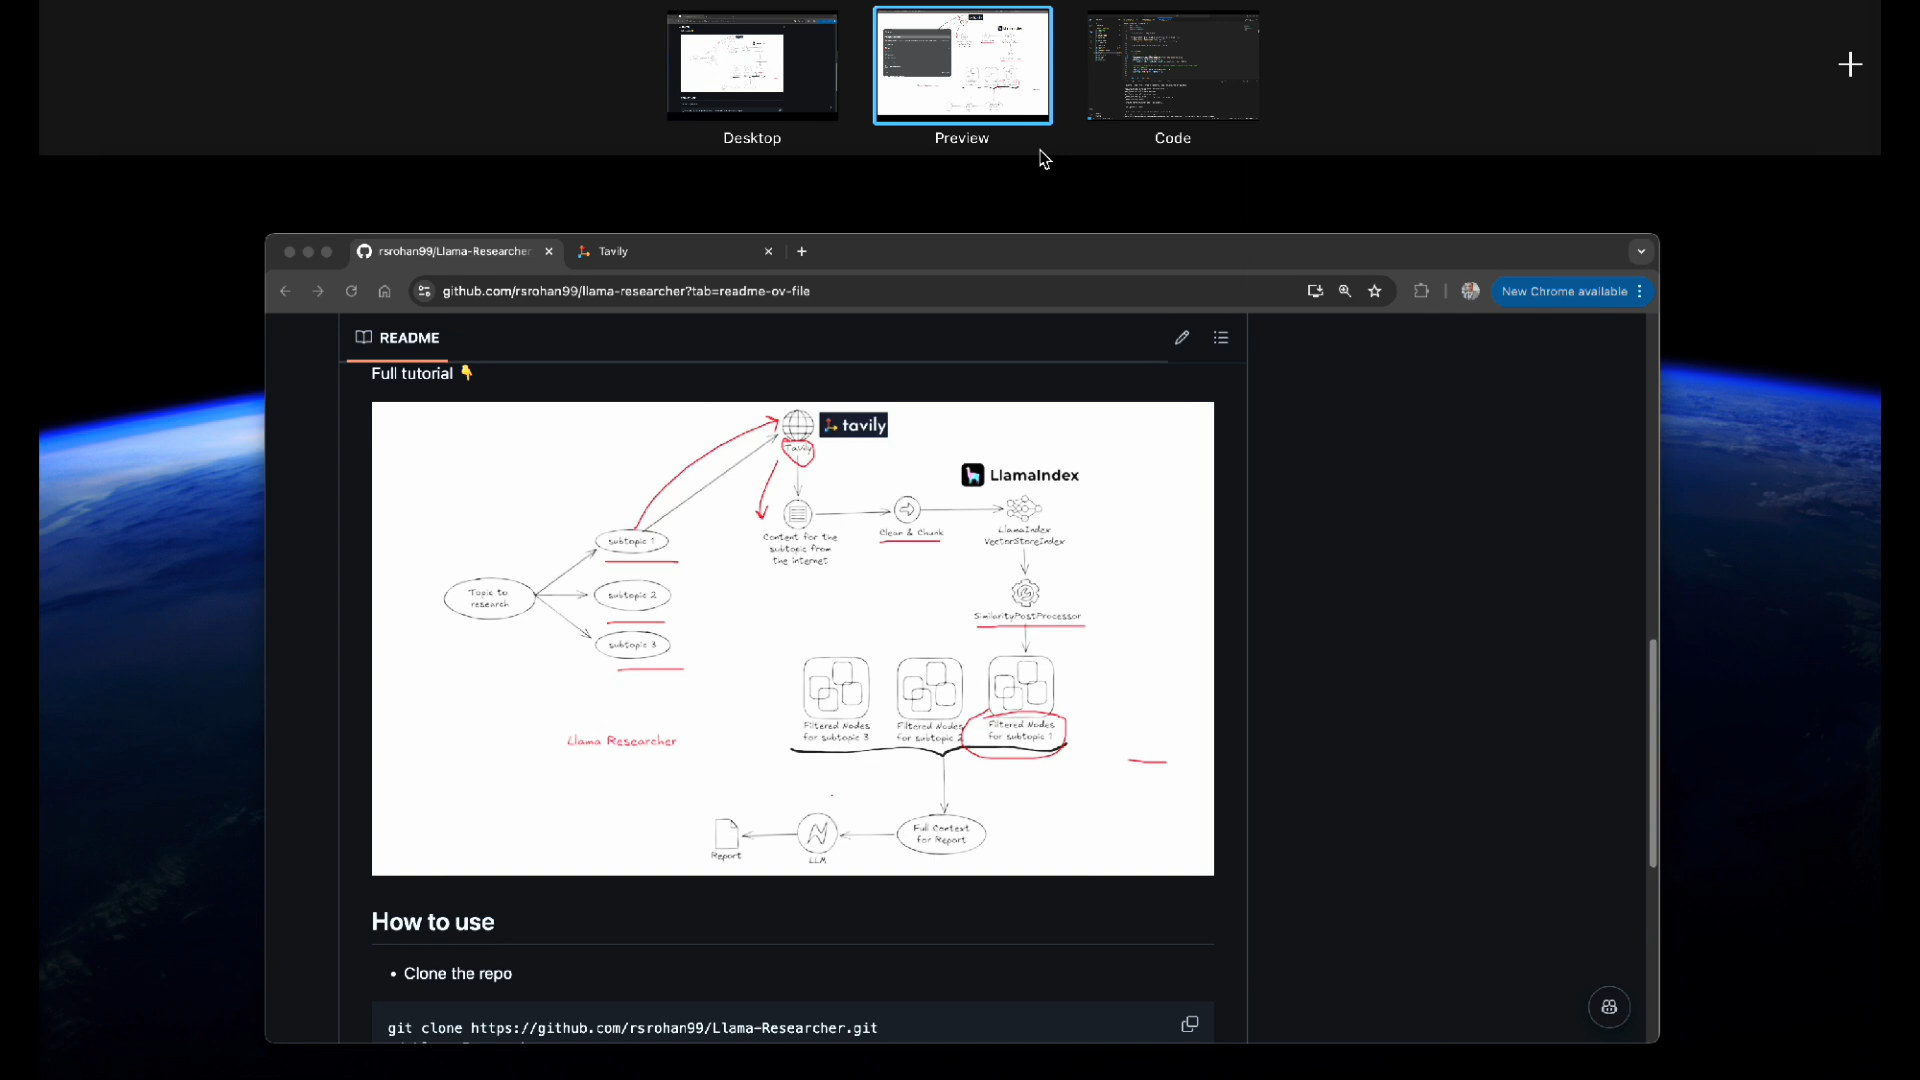 Desktop
Preview
Code
rsrohan99/Llama-Researcher
Tavily
github.com/rsrohan99/llama-researcher?tab=readme-ov-file
New Chrome available
README
Full tutorial 👇
tavily
Tavily
LlamaIndex
Content for the
subtopic from
the internet
Clean & Chunk
LlamaIndex
VectorStoreIndex
subtopic 1
Topic to
research
subtopic 2
subtopic 3
SimilarityPostProcessor
Filtered Nodes
for subtopic 3
Filtered Nodes
for subtopic 2
Filtered Nodes
for subtopic 1
Llama Researcher
Full Context
for Report
LLM
Report
How to use
• Clone the repo
git clone https://github.com/rsrohan99/Llama-Researcher.git